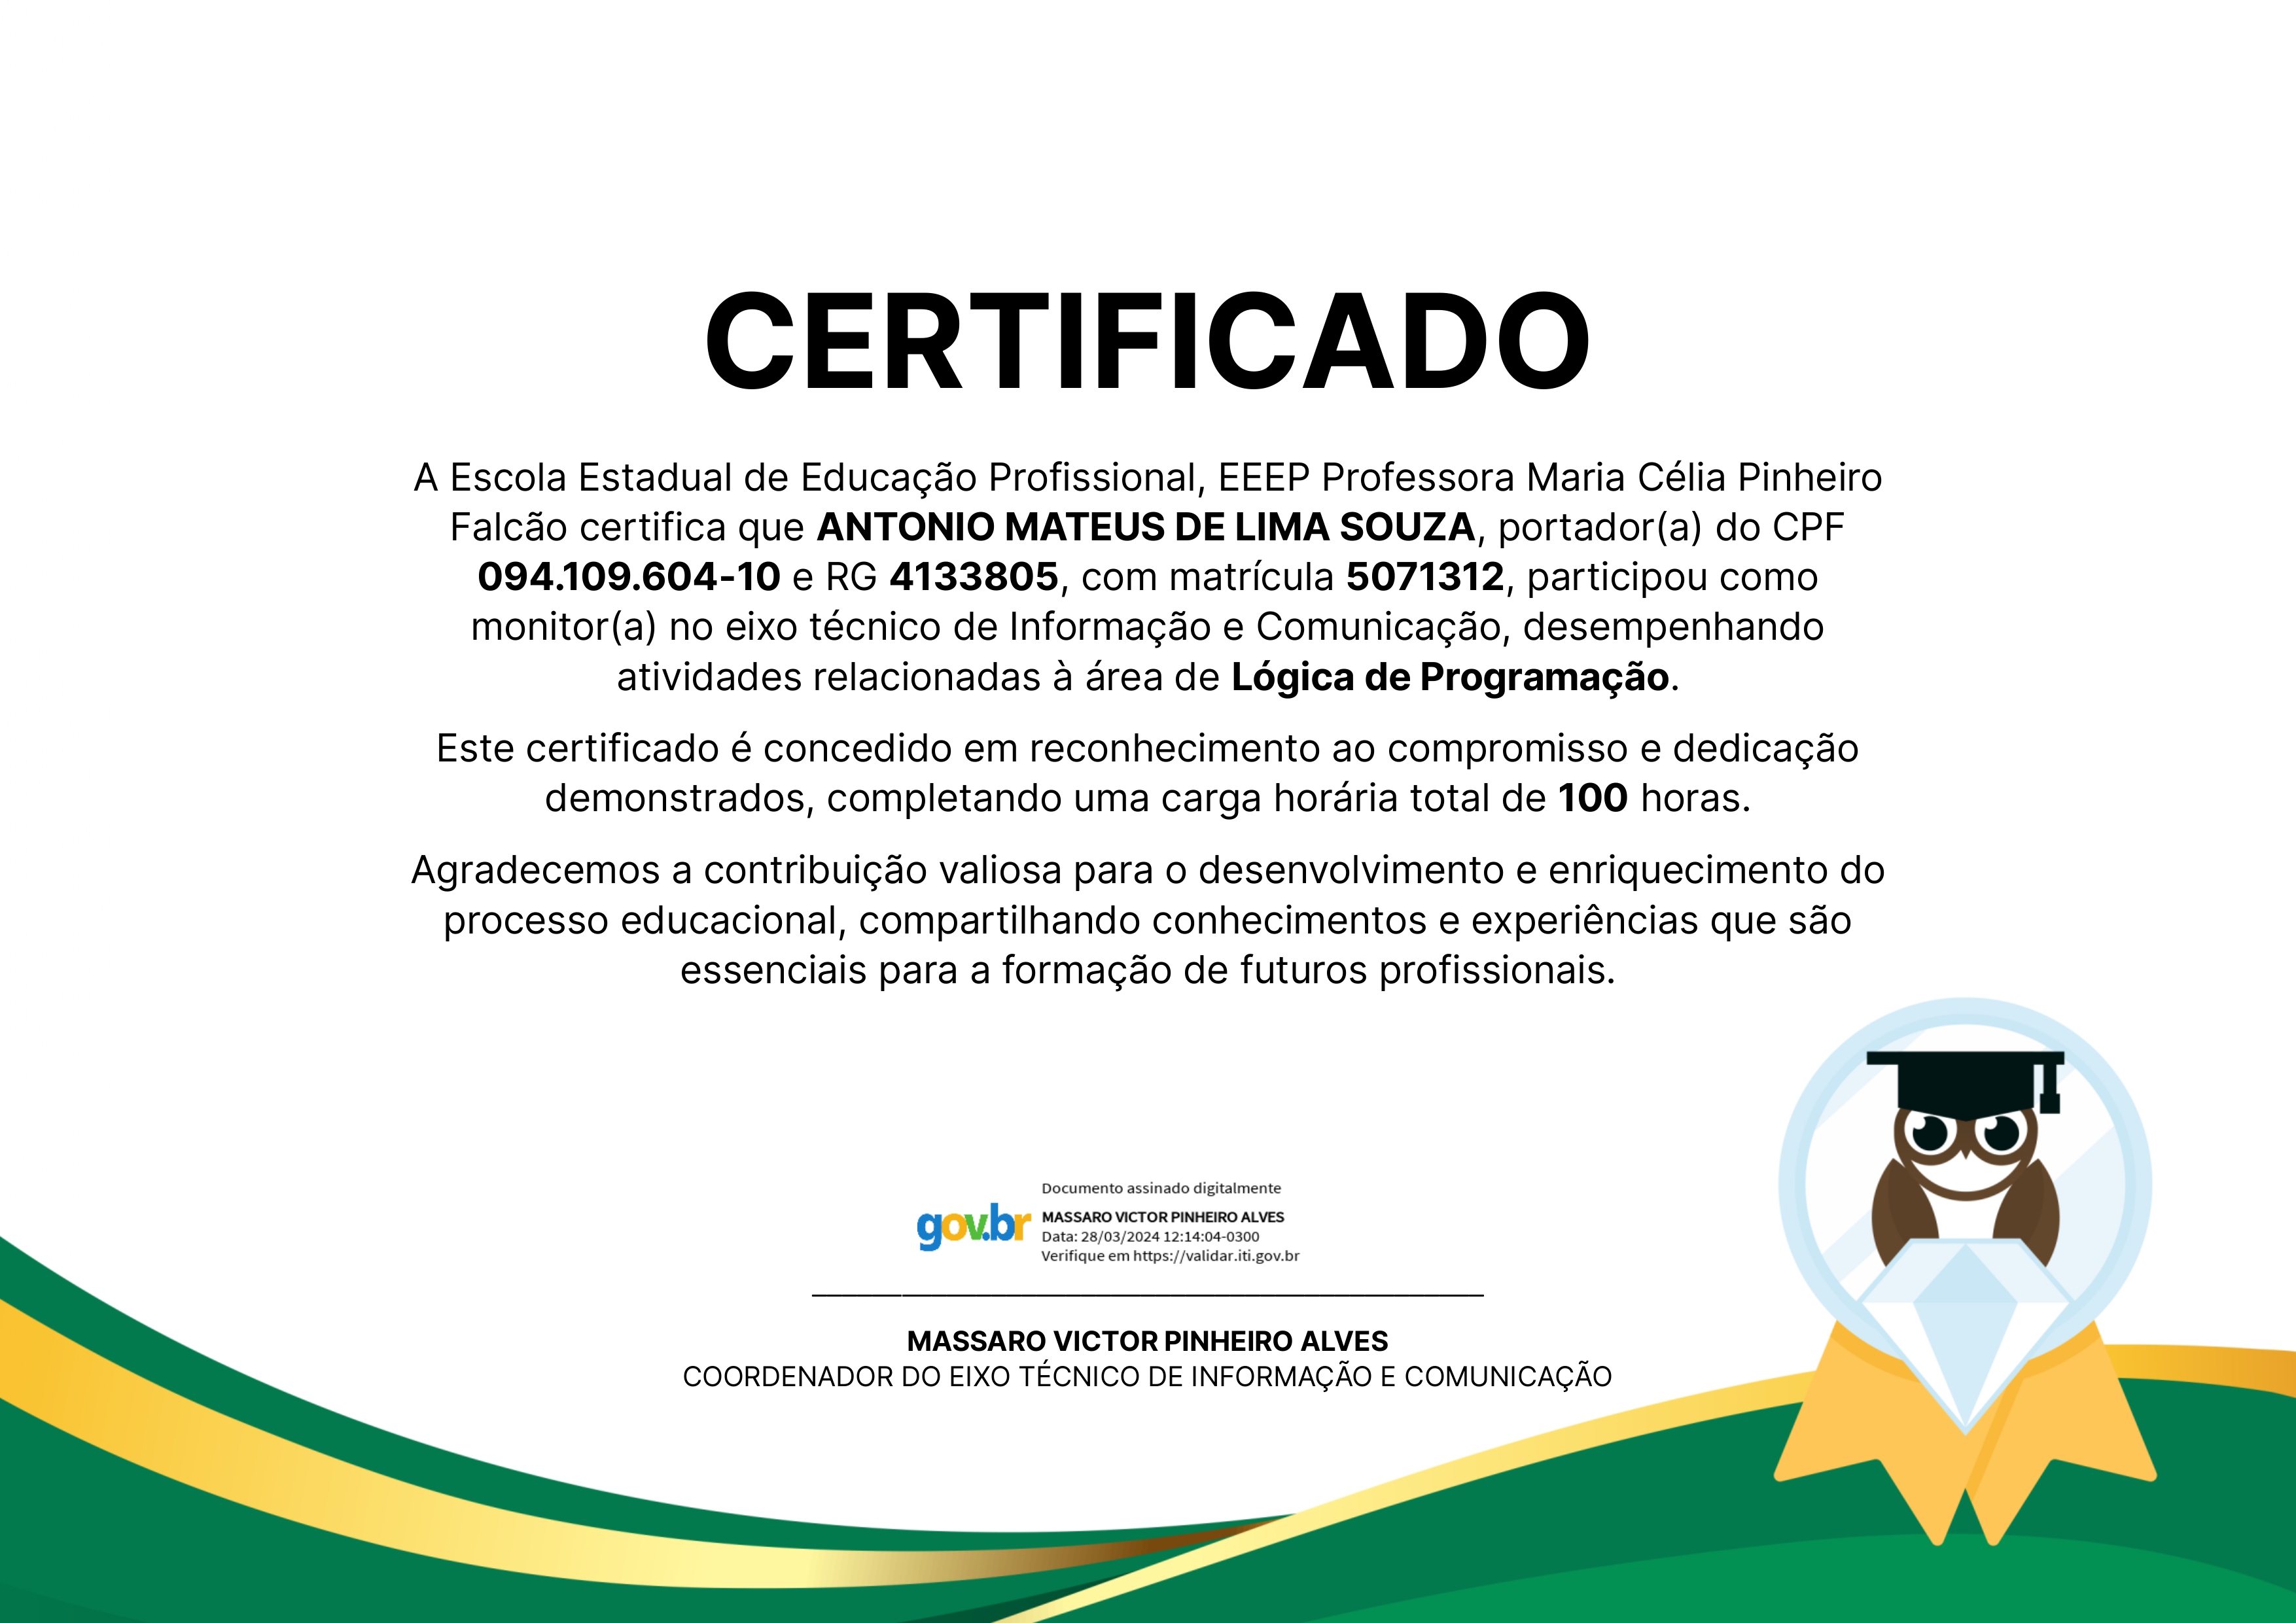 CERTIFICADO
A Escola Estadual de Educação Profissional, EEEP Professora Maria Célia Pinheiro
Falcão certifica que ANTONIO MATEUS DE LIMA SOUZA, portador(a) do CPF
094.109.604-10 e RG 4133805, com matrícula 5071312, participou como
monitor(a) no eixo técnico de Informação e Comunicação, desempenhando
atividades relacionadas à área de Lógica de Programação.
Este certificado é concedido em reconhecimento ao compromisso e dedicação
demonstrados, completando uma carga horária total de 100 horas.
Agradecemos a contribuição valiosa para o desenvolvimento e enriquecimento do
processo educacional, compartilhando conhecimentos e experiências que são
essenciais para a formação de futuros profissionais.
gov.br
Documento assinado digitalmente
MASSARO VICTOR PINHEIRO ALVES
Data: 28/03/2024 12:14:04-0300
Verifique em https://validar.iti.gov.br
MASSARO VICTOR PINHEIRO ALVES
COORDENADOR DO EIXO TÉCNICO DE INFORMAÇÃO E COMUNICAÇÃO